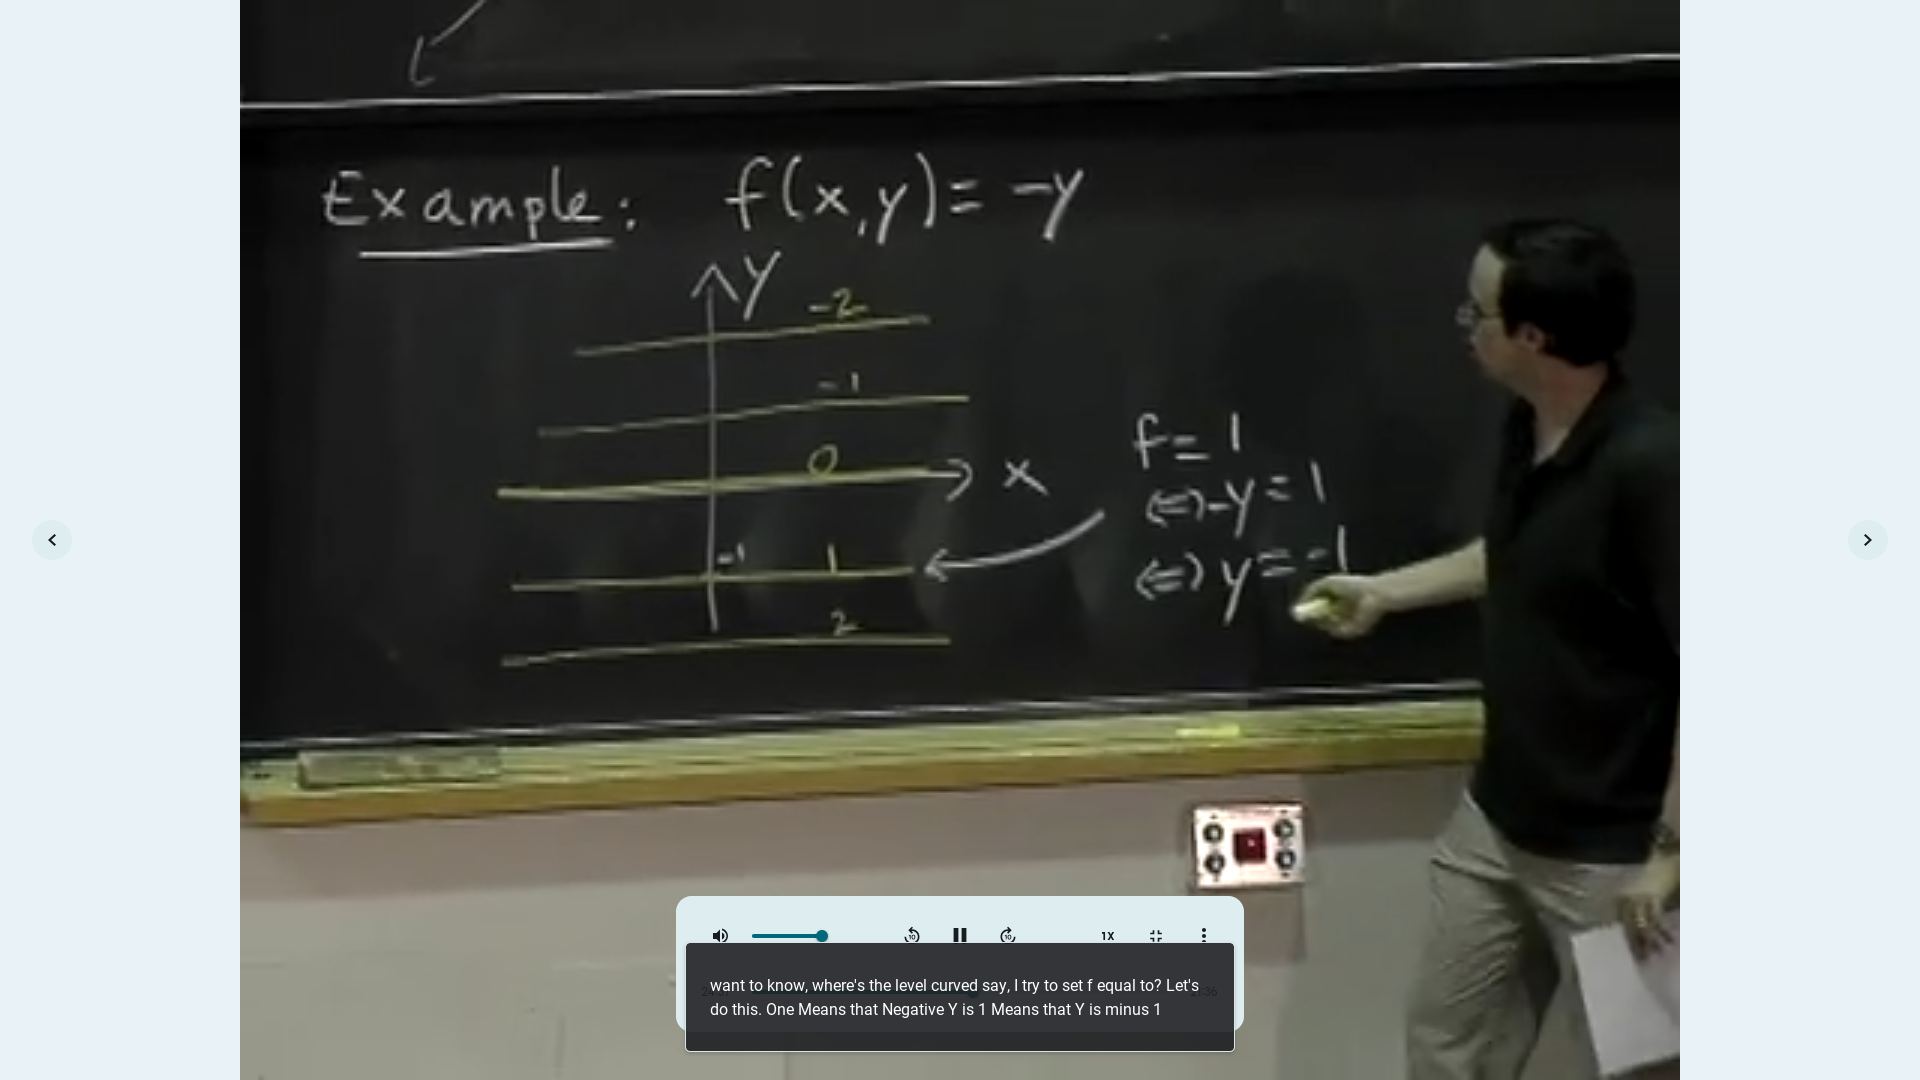 Example: f(x,y) = -y
y
-2
-1
0
x
-1
1
2
f = 1
⇔ -y = 1
⇔ y = -1
1X
want to know, where's the level curved say, I try to set f equal to? Let's
do this. One Means that Negative Y is 1 Means that Y is minus 1